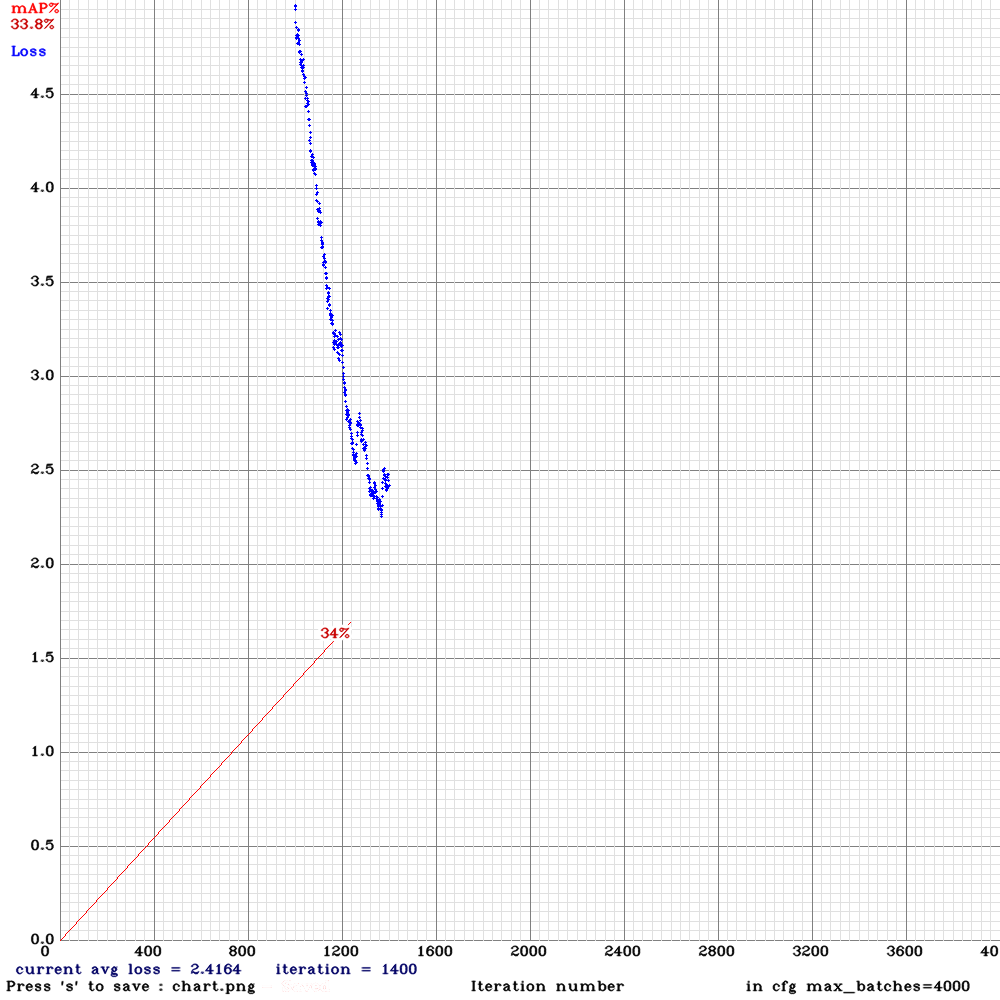 mAP%
33.8%
Loss
4.5
4.0
3.5
3.0
2.5
2.0
34%
1.5
1.0
0.5
0.0
0 400 800 1000 1200 1600 2000 2400 2800 3200 3600 40
current avg loss = 2.4164 iteration = 1400
Press 's' to save : chart.png Iteration number in cfg max_batches=4000